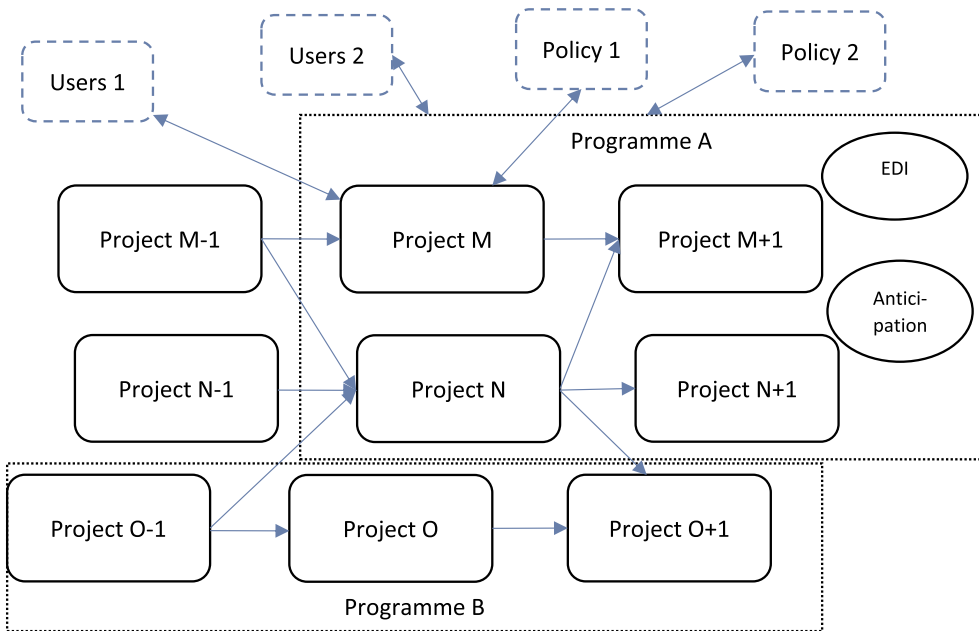 Users 1
Users 2
Policy 1
Policy 2
Programme A
EDI
Project M-1
Project M
Project M+1
Antici-
pation
Project N-1
Project N
Project N+1
Project O-1
Project O
Project O+1
Programme B